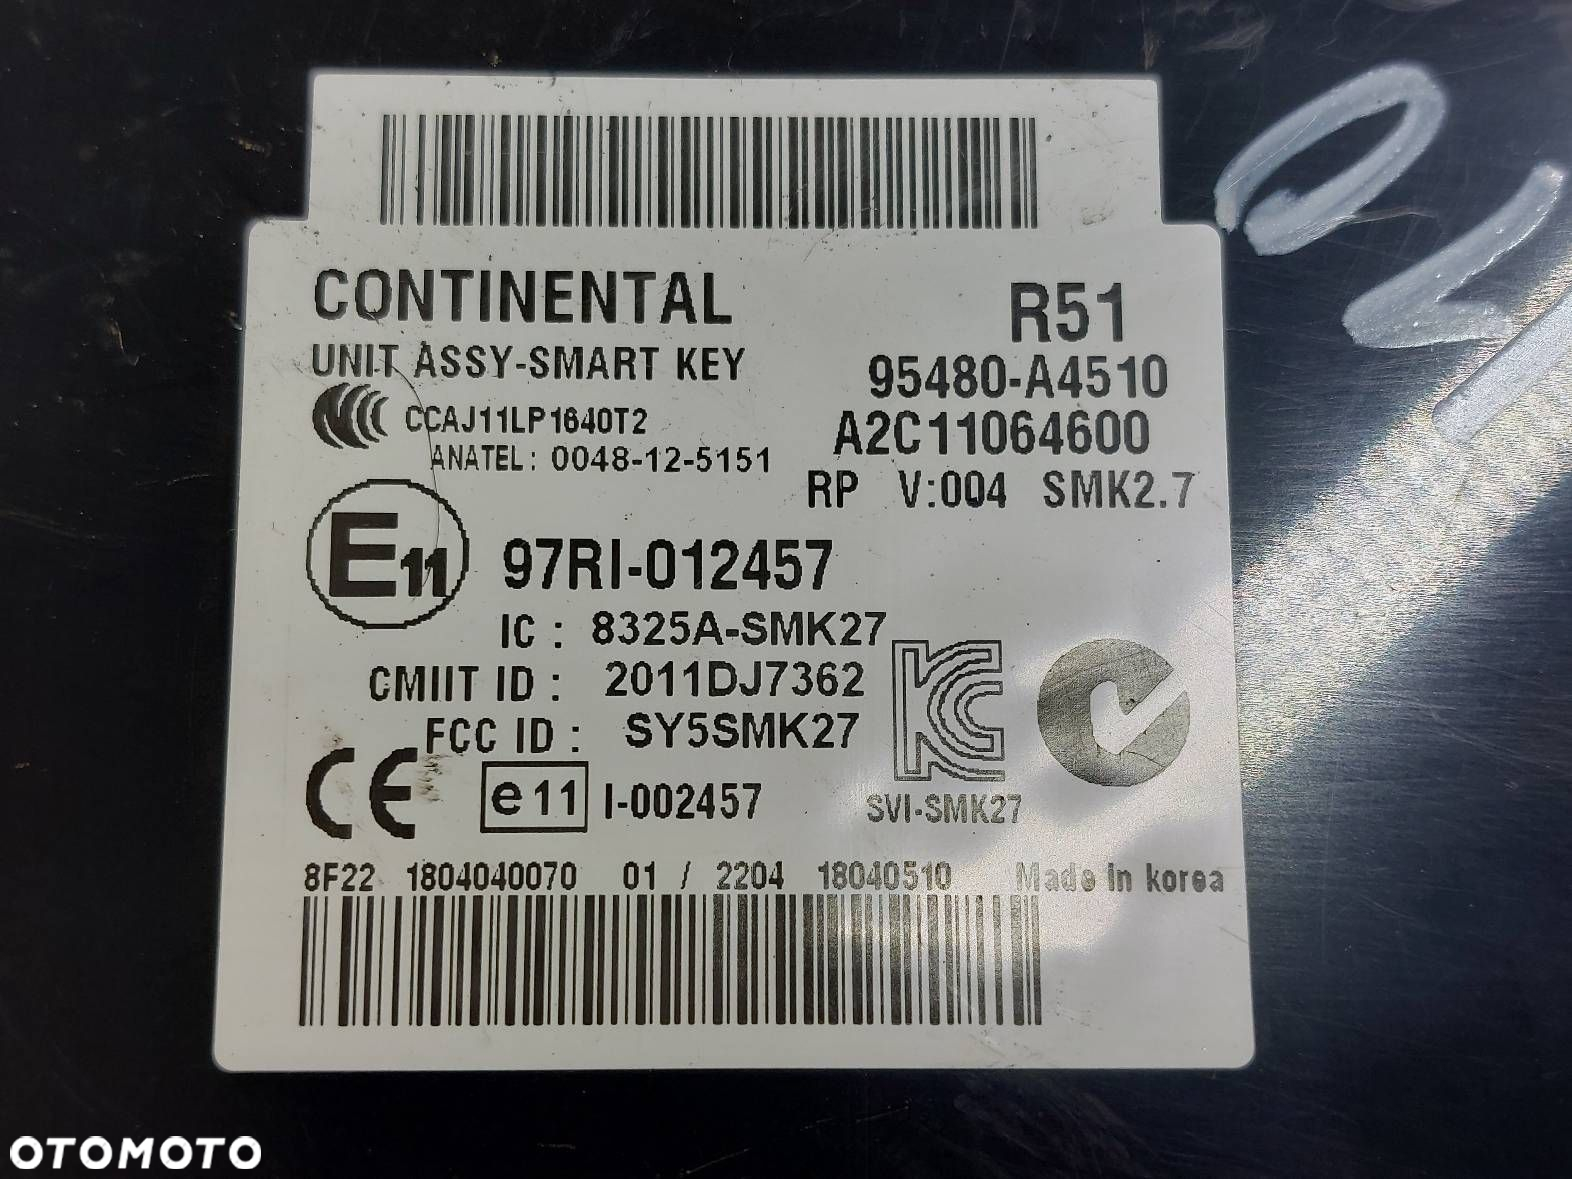 CONTINENTAL
R51
UNIT ASSY-SMART KEY
95480-A4510
CCAJ11LP1640T2
A2C11064600
ANATEL: 0048-12-5151
RP V:004 SMK2.7
E11 97RI-012457
IC : 8325A-SMK27
CMIIT ID : 2011DJ7362
FCC ID : SY5SMK27
KC
CE e11 I-002457
SVI-SMK27
8F22 1804040070 01 / 2204 18040510 Made in korea
OTOMOTO